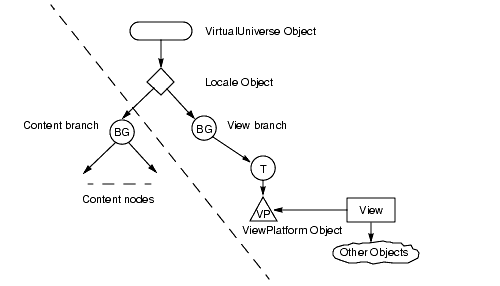 VirtualUniverse Object
Locale Object
Content branch
BG
BG
View branch
T
Content nodes
VP
View
ViewPlatform Object
Other Objects